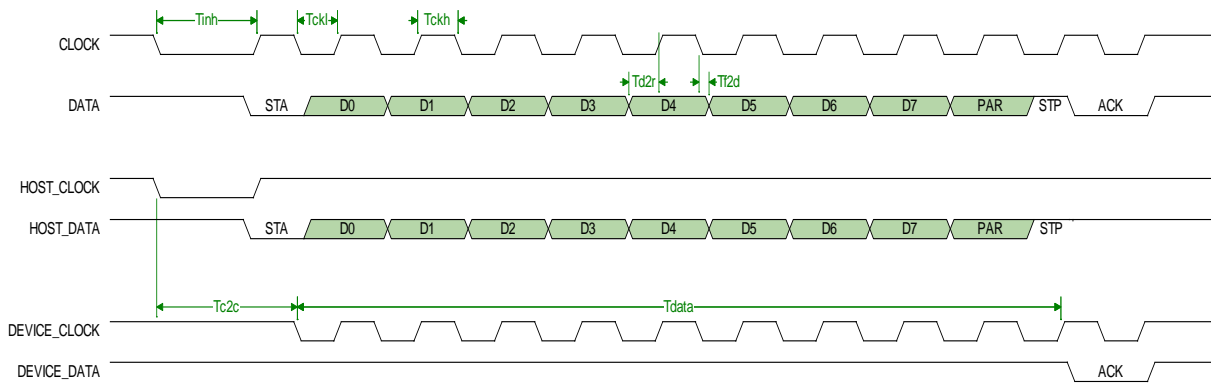 Tinh Tckl Tckh
CLOCK
Td2r Tf2d
DATA STA D0 D1 D2 D3 D4 D5 D6 D7 PAR STP ACK
HOST_CLOCK
HOST_DATA STA D0 D1 D2 D3 D4 D5 D6 D7 PAR STP
Tc2c Tdata
DEVICE_CLOCK
DEVICE_DATA ACK